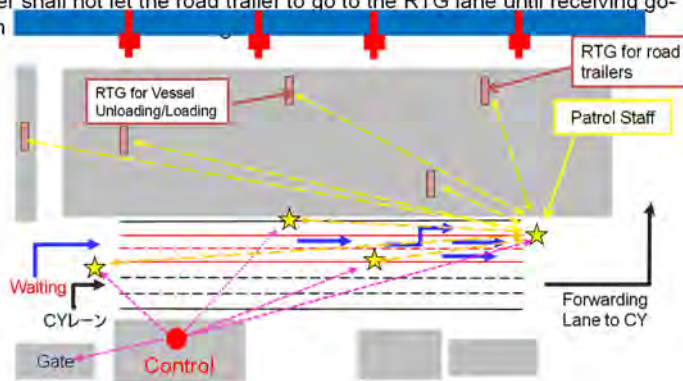 er shall not let the road trailer to go to the RTG lane until receiving go-
RTG for road
trailers
RTG for Vessel
Unloading/Loading
Patrol Staff
Waiting
CYレーン
Forwarding
Lane to CY
Gate
Control